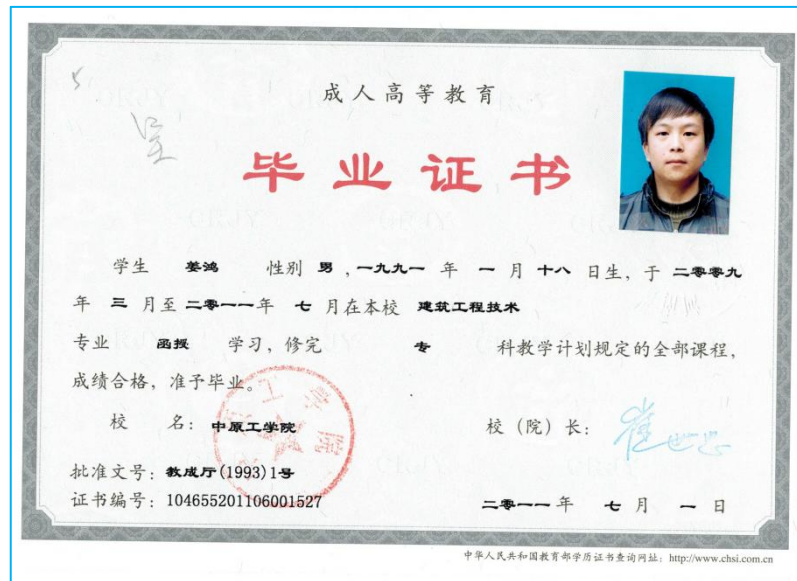 成人高等教育
毕业证书
学生 姜鸿 性别 男，一九九一 年 一 月 十八 日生，于 二零零九
年 三 月至 二零一一年 七 月在本校 建筑工程技术
专业 函授 学习，修完 专 科教学计划规定的全部课程，
成绩合格，准予毕业。
校 名：中原工学院
校（院）长：崔世忠
批准文号：教成厅(1993)1号
证书编号：104655201106001527
二零一一 年 七 月 一 日
中华人民共和国教育部学历证书查询网址：http://www.chsi.com.cn